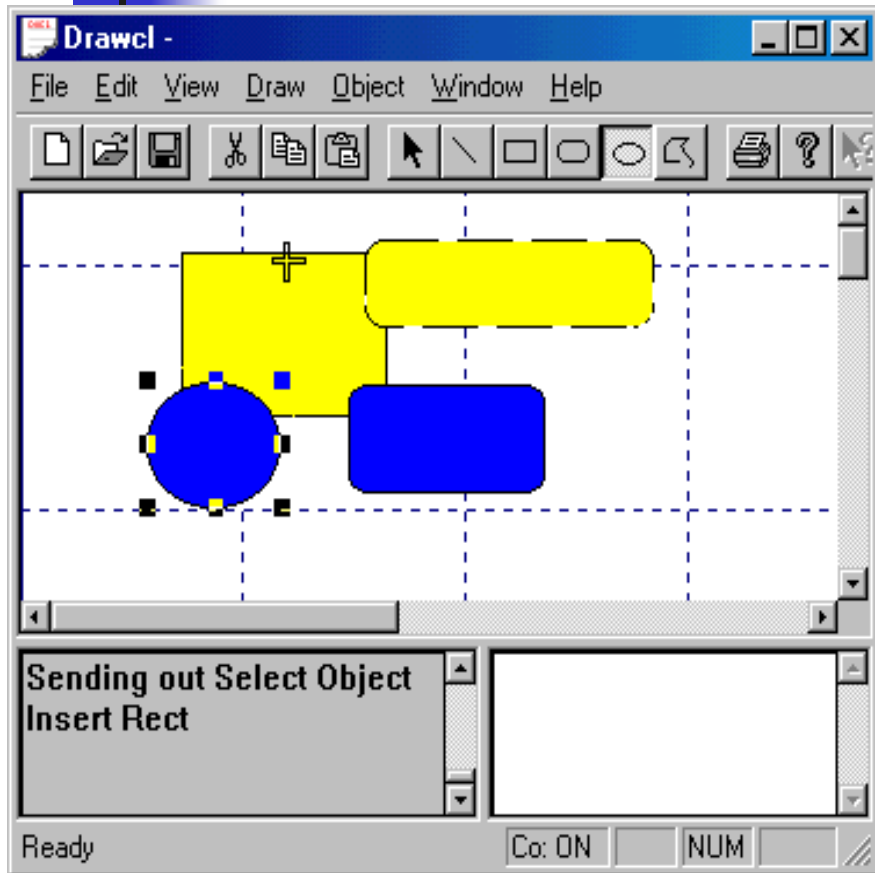 Drawcl -
File Edit View Draw Object Window Help
Sending out Select Object
Insert Rect
Ready Co: ON NUM